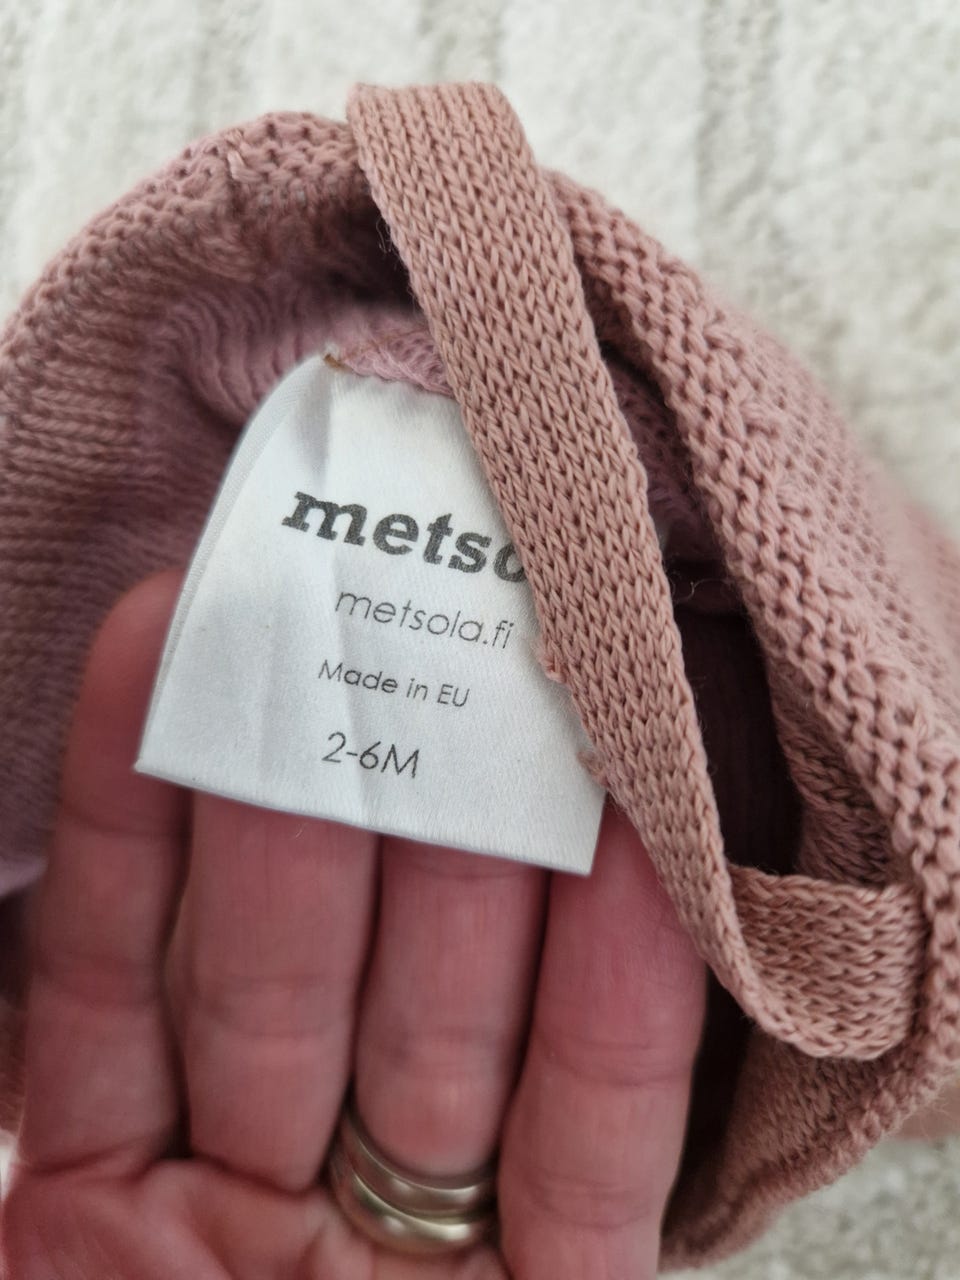 metso
metsola.fi
Made in EU
2-6M